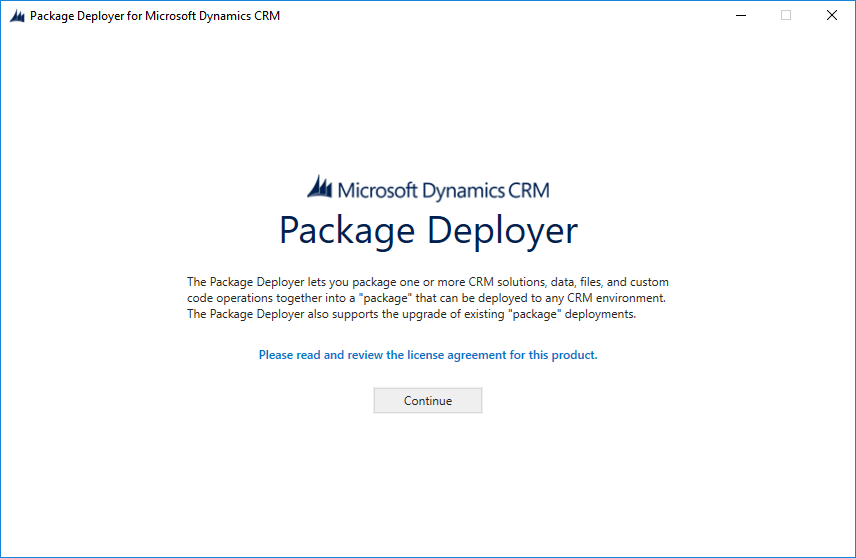 Package Deployer for Microsoft Dynamics CRM
Microsoft Dynamics CRM
Package Deployer
The Package Deployer lets you package one or more CRM solutions, data, files, and custom
code operations together into a "package" that can be deployed to any CRM environment.
The Package Deployer also supports the upgrade of existing "package" deployments.
Please read and review the license agreement for this product.
Continue